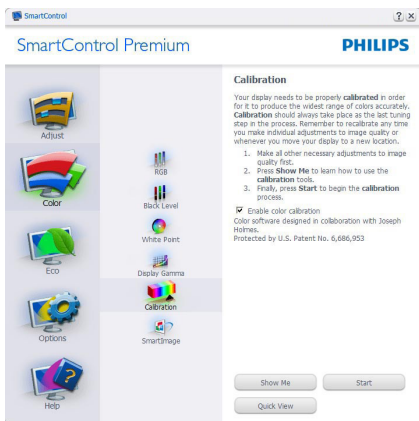 SmartControl
SmartControl Premium
PHILIPS
Adjust
Color
Eco
Options
Help
RGB
Black Level
White Point
Display Gamma
Calibration
SmartImage
Calibration
Your display needs to be properly calibrated in order
for it to produce the widest range of colors accurately.
Calibration should always take place as the last tuning
step in the process. Remember to recalibrate any time
you make individual adjustments to image quality or
whenever you move your display to a new location.
1. Make all other necessary adjustments to image
quality first.
2. Press Show Me to learn how to use the
calibration tools.
3. Finally, press Start to begin the calibration
process.
Enable color calibration
Color software designed in collaboration with Joseph
Holmes.
Protected by U.S. Patent No. 6,686,953
Show Me
Start
Quick View